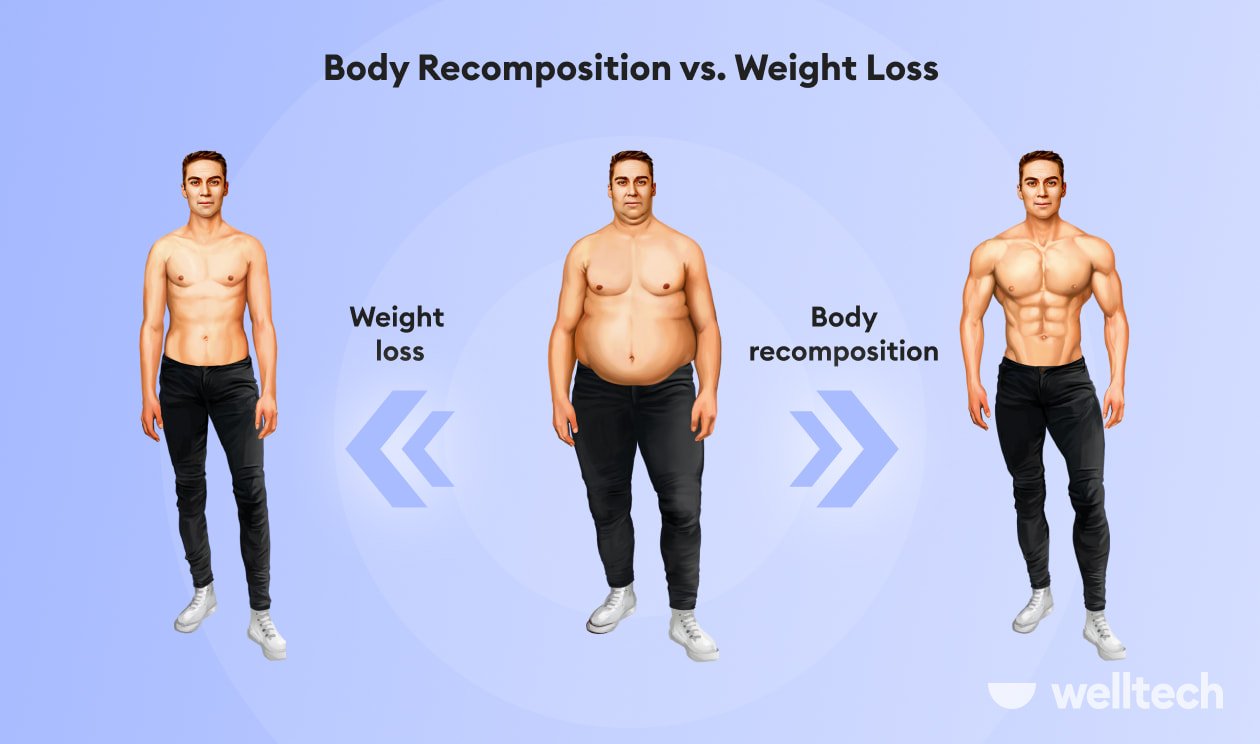 Body Recomposition vs. Weight Loss
Weight
loss
Body
recomposition
welltech